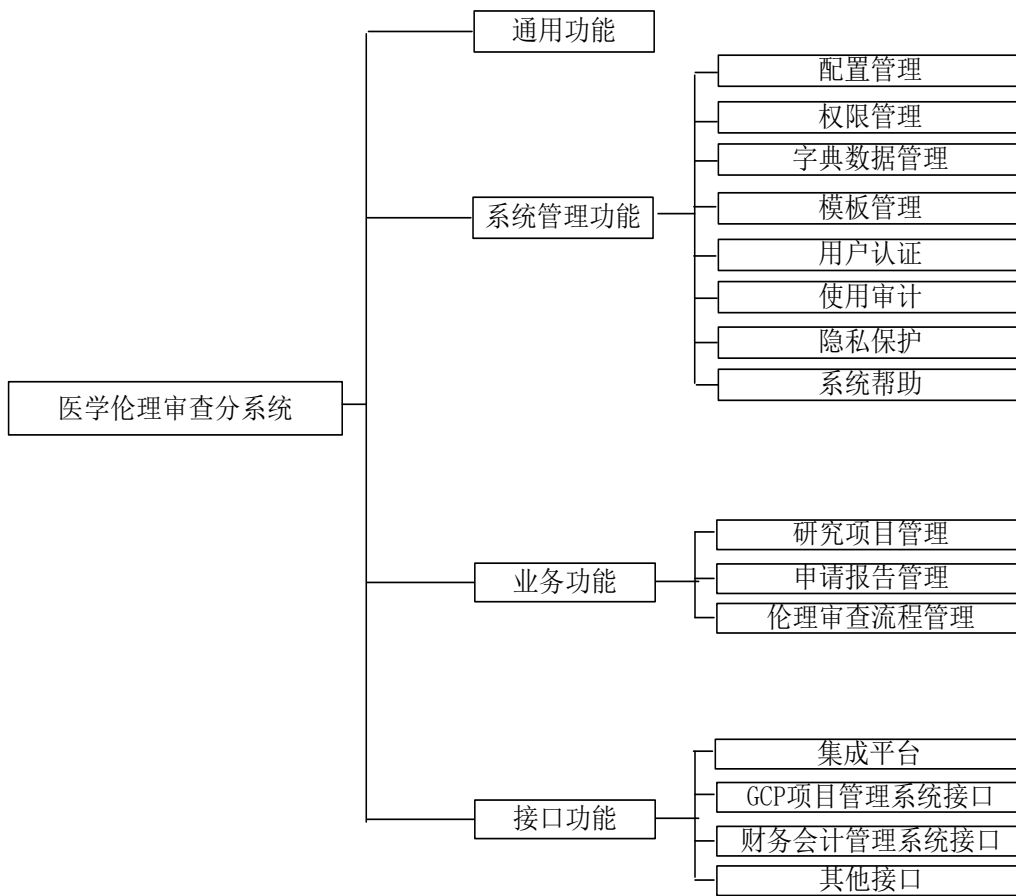 医学伦理审查分系统
通用功能
系统管理功能
配置管理
权限管理
字典数据管理
模板管理
用户认证
使用审计
隐私保护
系统帮助
业务功能
研究项目管理
申请报告管理
伦理审查流程管理
接口功能
集成平台
GCP项目管理系统接口
财务会计管理系统接口
其他接口